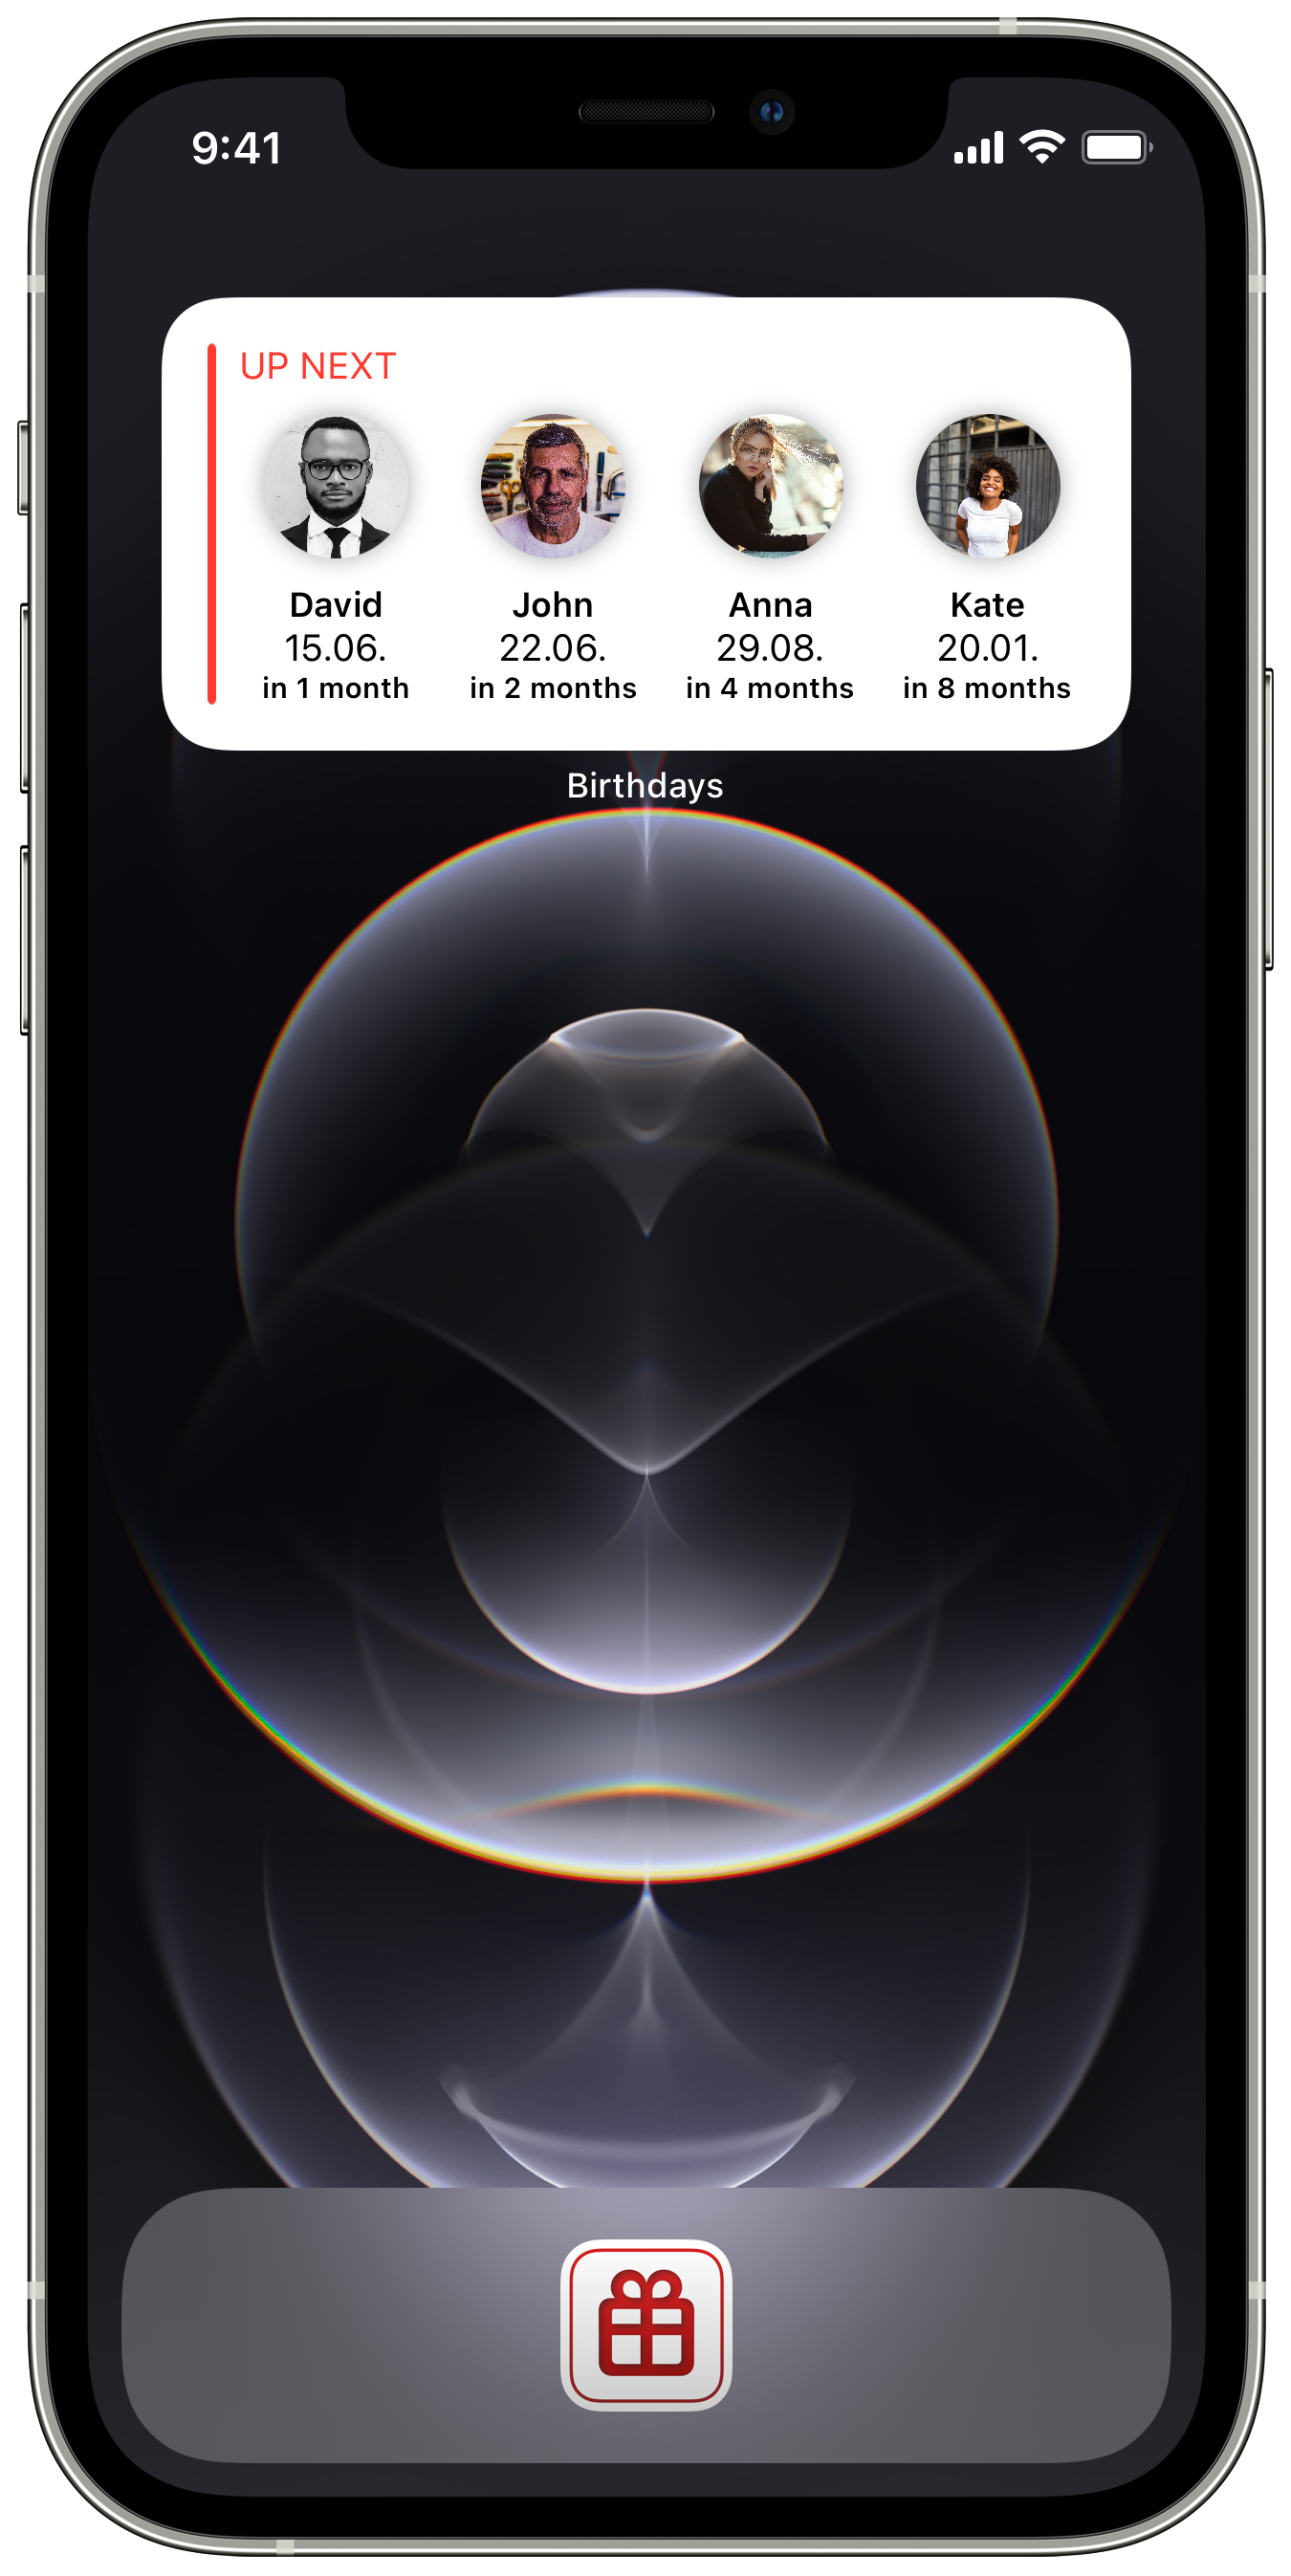 9:41
UP NEXT
David
John
Anna
Kate
15.06.
22.06.
29.08.
20.01.
in 1 month
in 2 months
in 4 months
in 8 months
Birthdays